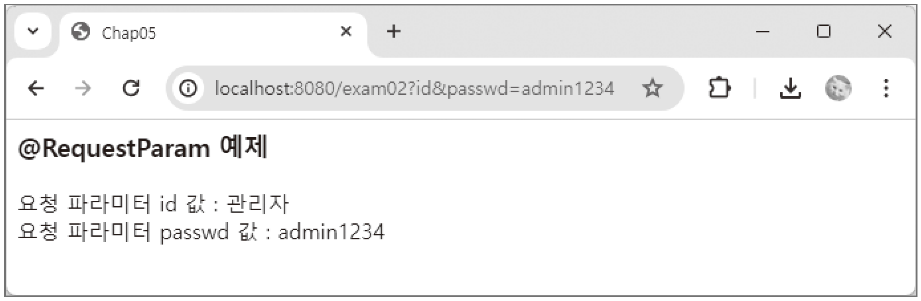 Chap05
localhost:8080/exam02?id&passwd=admin1234
@RequestParam 예제
요청 파라미터 id 값 : 관리자
요청 파라미터 passwd 값 : admin1234